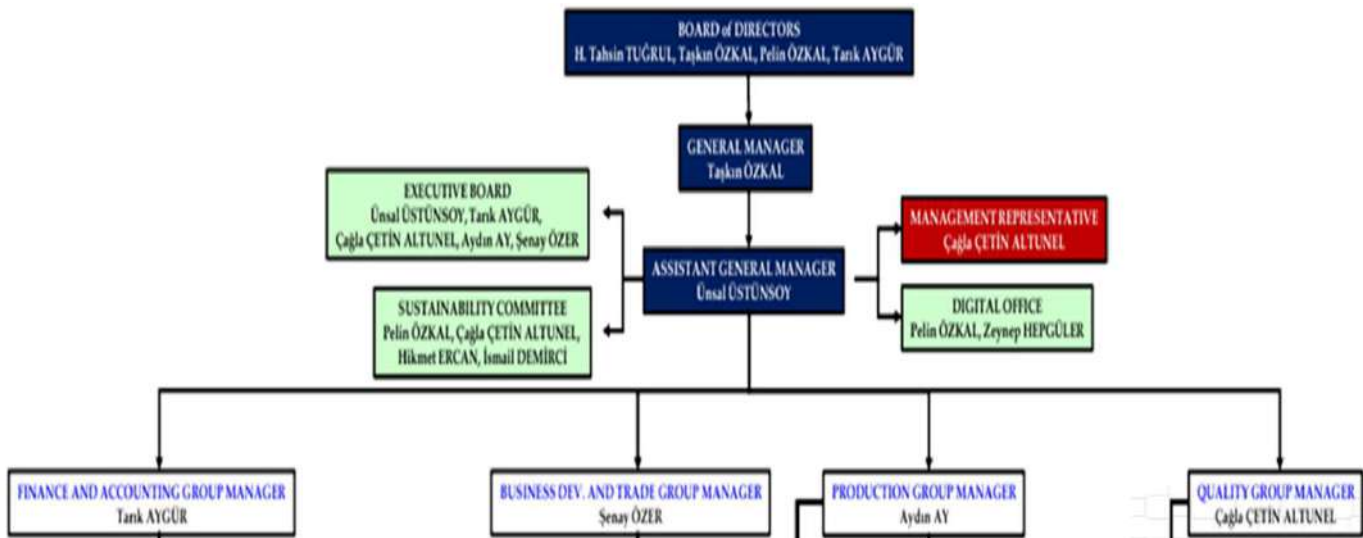 BOARD of DIRECTORS
H. Tahsin TUĞRUL, Taşkın ÖZKAL, Pelin ÖZKAL, Tarık AYGÜR
GENERAL MANAGER
Taşkın ÖZKAL
EXECUTIVE BOARD
Ünsal ÜSTÜNSOY, Tarık AYGÜR,
Çağla ÇETİN ALTUNEL, Aydın AY, Şenay ÖZER
MANAGEMENT REPRESENTATIVE
Çağla ÇETİN ALTUNEL
ASSISTANT GENERAL MANAGER
Ünsal ÜSTÜNSOY
SUSTAINABILITY COMMITTEE
Pelin ÖZKAL, Çağla ÇETİN ALTUNEL,
Hikmet ERCAN, İsmail DEMİRCİ
DIGITAL OFFICE
Pelin ÖZKAL, Zeynep HEPGÜLER
FINANCE AND ACCOUNTING GROUP MANAGER
Tarık AYGÜR
BUSINESS DEV. AND TRADE GROUP MANAGER
Şenay ÖZER
PRODUCTION GROUP MANAGER
Aydın AY
QUALITY GROUP MANAGER
Çağla ÇETİN ALTUNEL